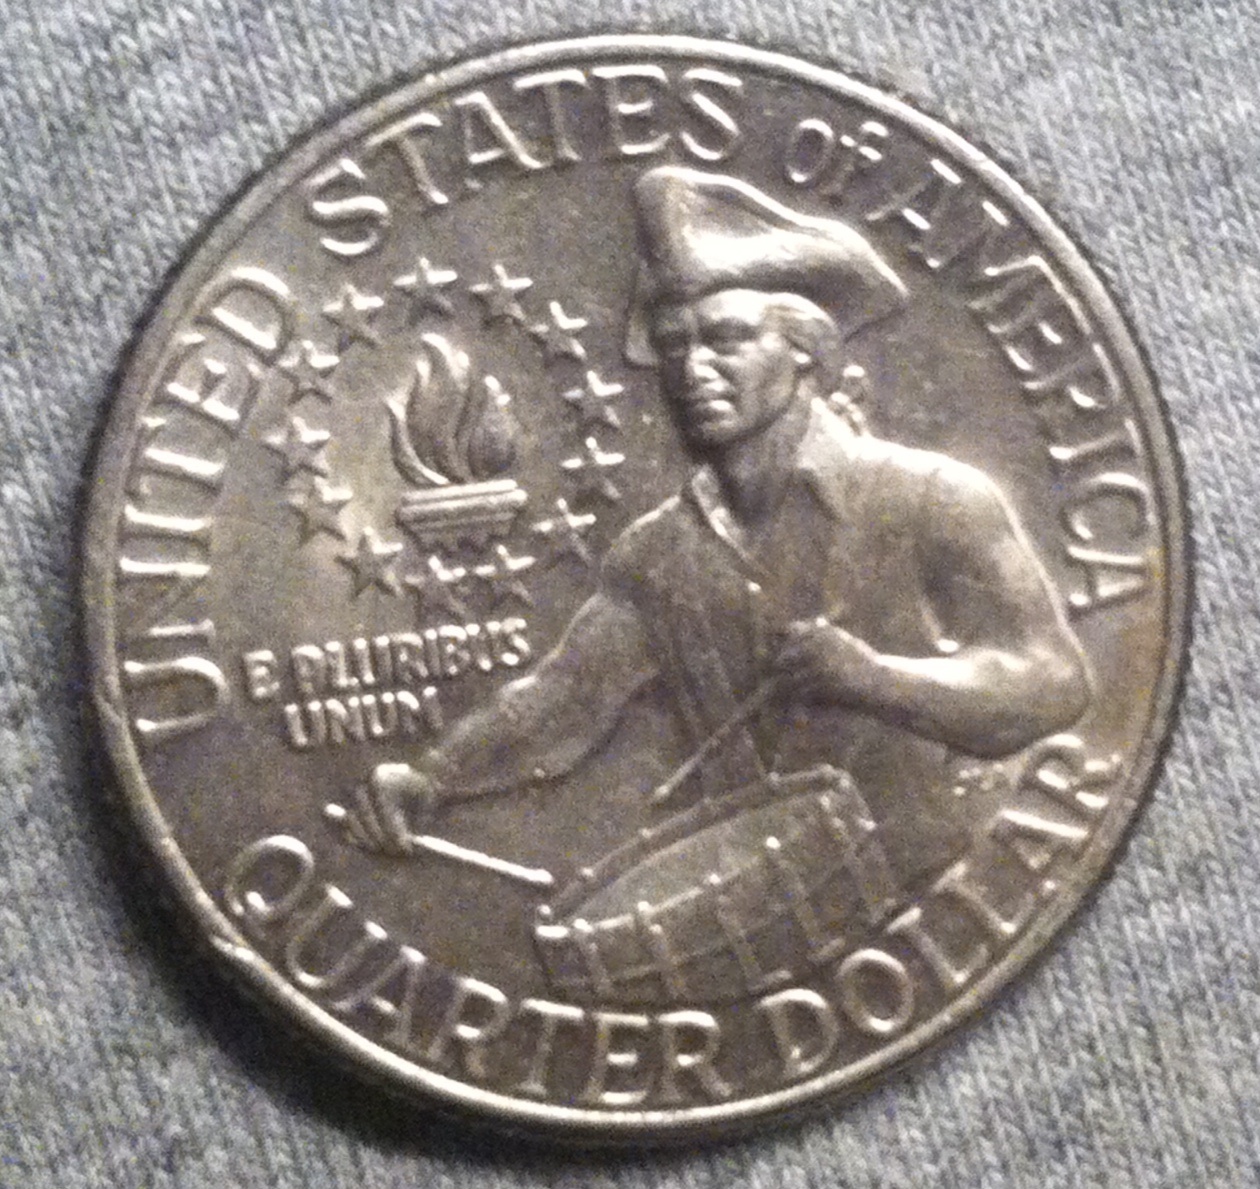 UNITED STATES of AMERICA
E PLURIBUS
UNUM
QUARTER DOLLAR